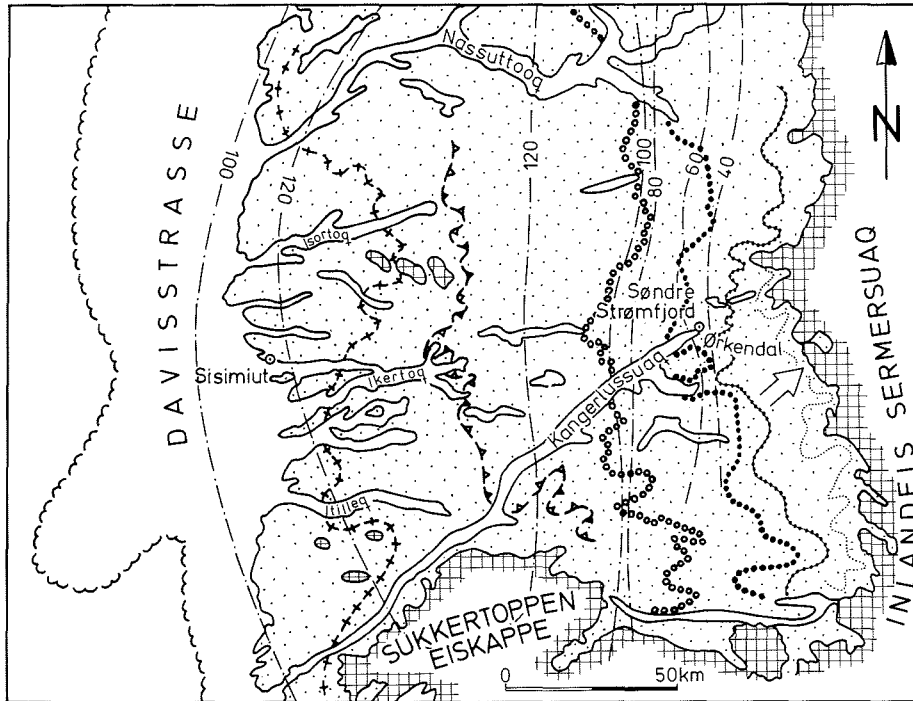 Nassuttooq
N
DAVISSTRASSE
100
120
120
100
80
60
40
Isortoq
Søndre
Strømfjord
Ørkendal
Sisimiut
Ikertoq
Kangerlussuaq
Itilleq
INLANDEIS SERMERSUAQ
SUKKERTOPPEN
EISKAPPE
0 50km